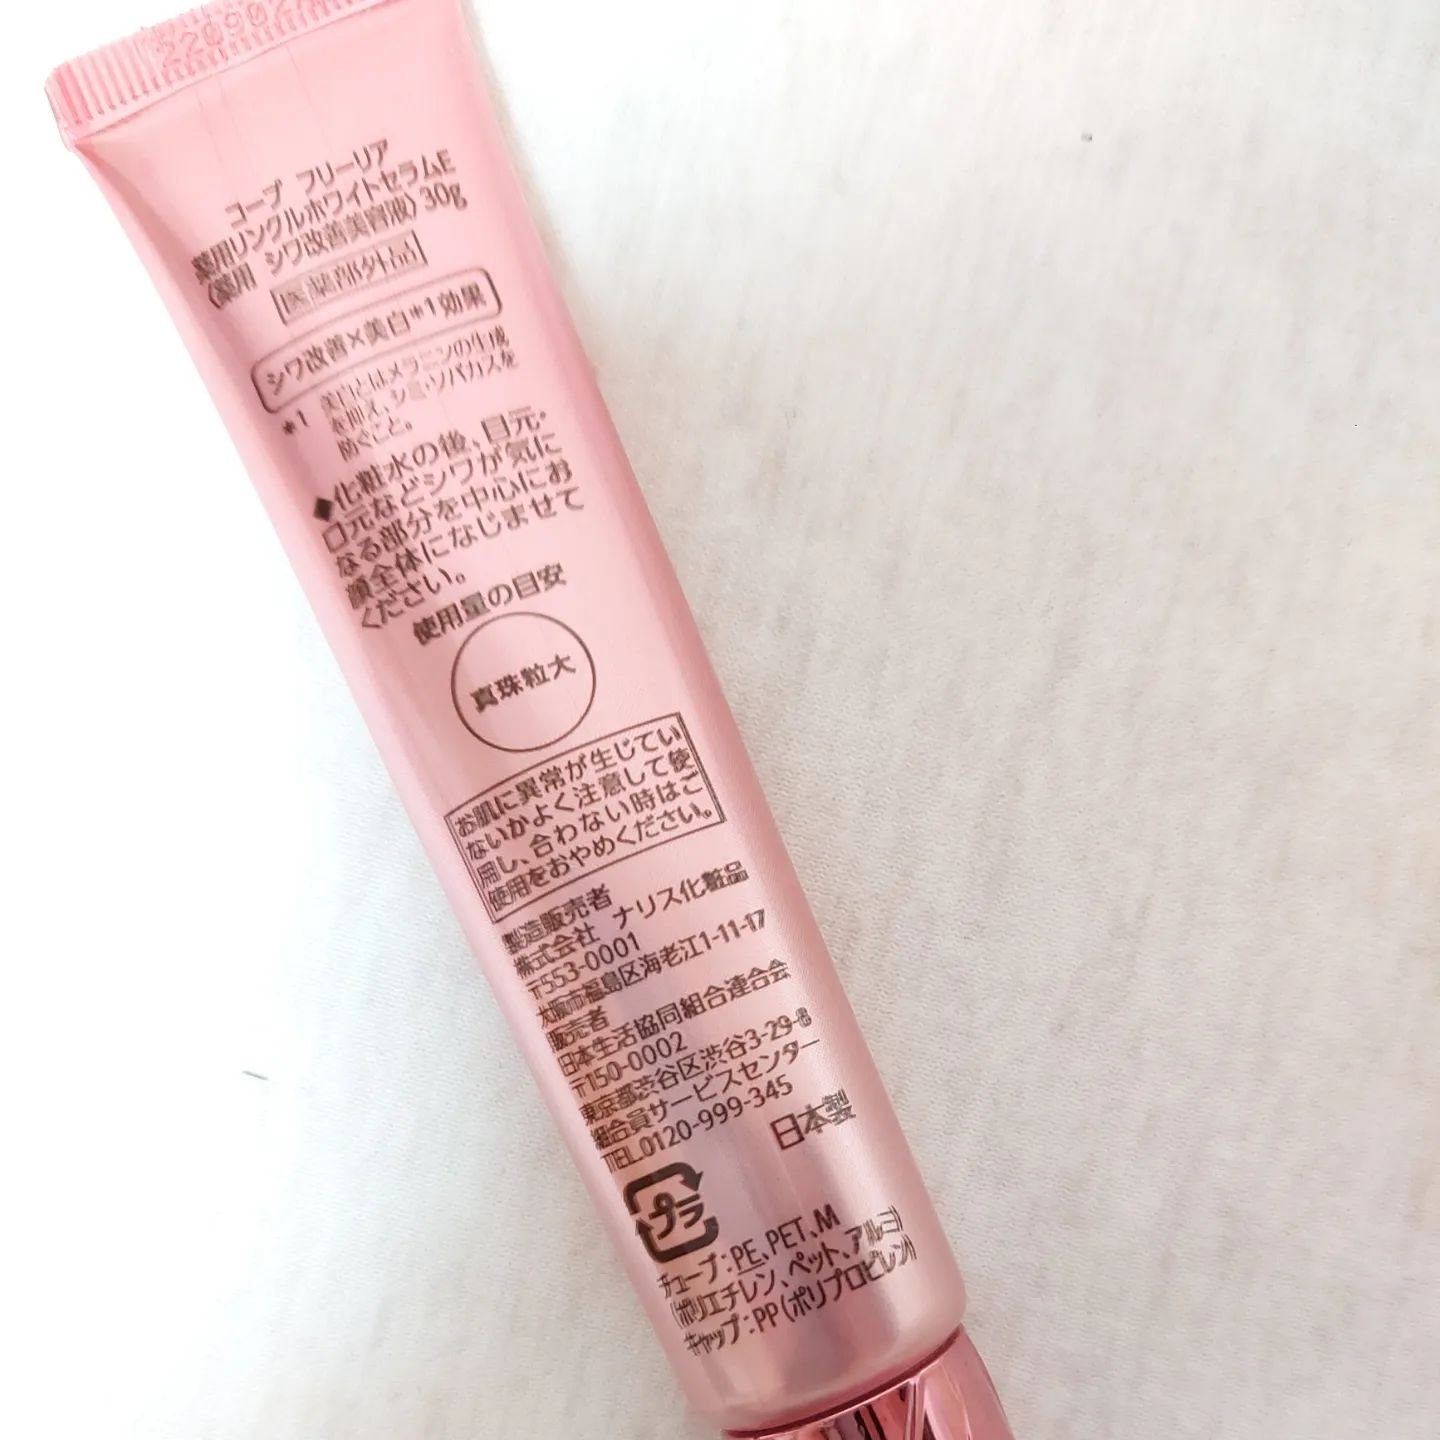 コープ フリーリア
薬用リンクルホワイトセラムE
〈薬用 シワ改善美容液〉30g
医薬部外品
シワ改善×美白*1効果
*1 美白とはメラニンの生成
を抑え、シミ・ソバカスを
防ぐこと。
◆化粧水の後、目元・
口元などシワが気に
なる部分を中心にお
顔全体になじませて
ください。
使用量の目安
真珠粒大
お肌に異常が生じてい
ないかよく注意して使
用し、合わない時はご
使用をおやめください。
製造販売者
株式会社 ナリス化粧品
〒553-0001
大阪市福島区海老江1-11-17
販売者
日本生活協同組合連合会
〒150-0002
東京都渋谷区渋谷3-29-8
組合員サービスセンター
TEL.0120-999-345
日本製
プラ
チューブ:PE、PET、M
(ポリエチレン、ペット、アルミ)
キャップ:PP(ポリプロピレン)